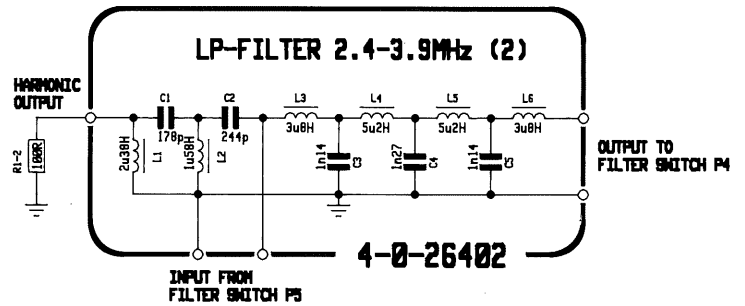 LP-FILTER 2.4-3.9MHz (2)
HARMONIC
OUTPUT
R1-2
100R
C1
178p
C2
244p
L3
3u8H
L4
5u2H
L5
5u2H
L6
3u8H
2u38H
L1
1u58H
L2
1n14
C3
1n27
C4
1n14
C5
OUTPUT TO
FILTER SWITCH P4
INPUT FROM
FILTER SWITCH P5
4-0-26402